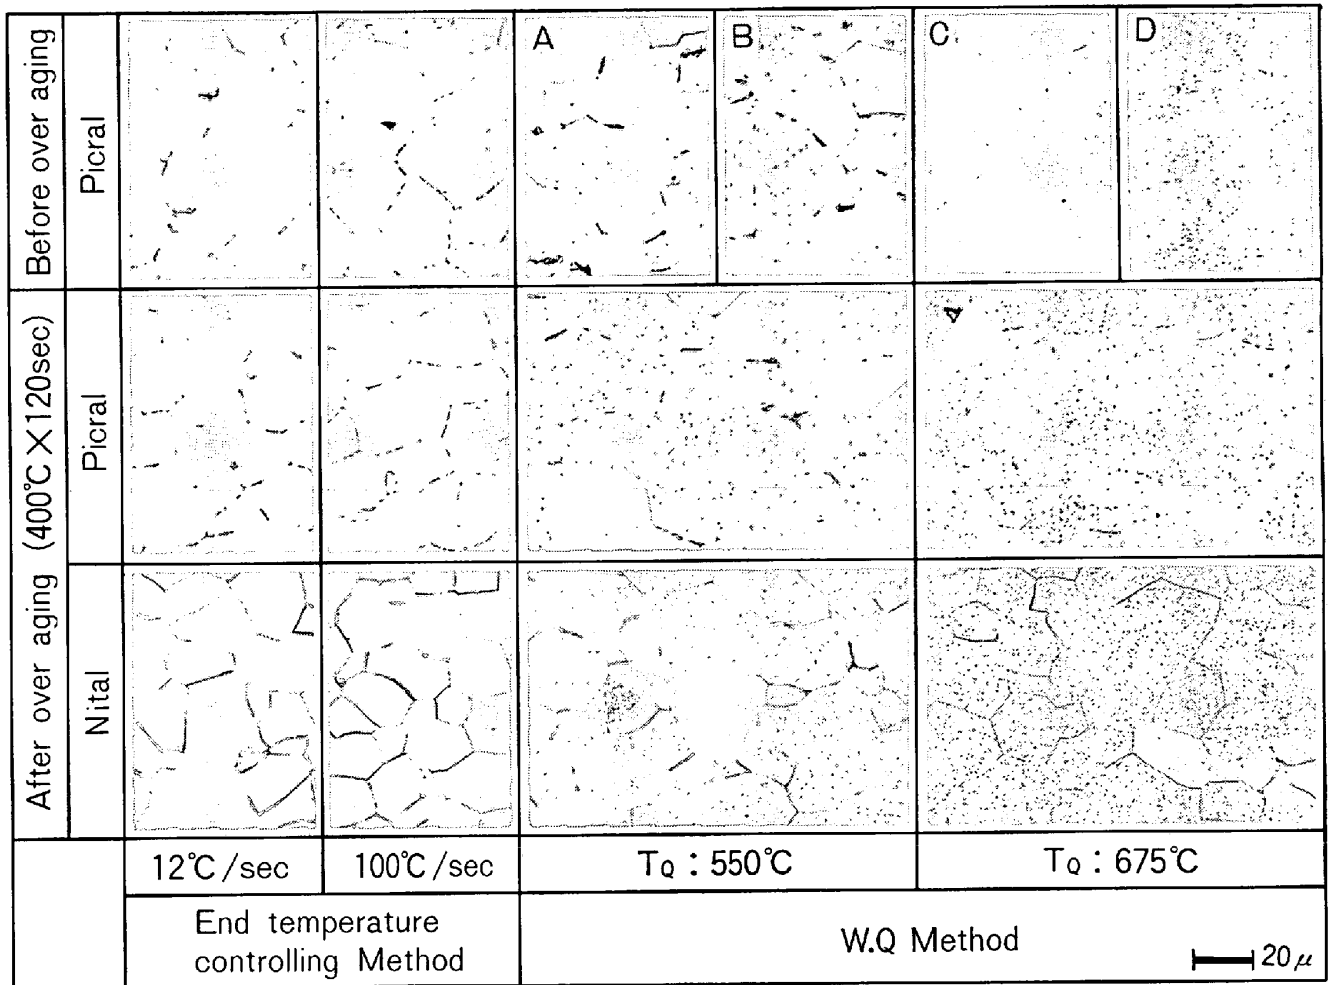 Before over aging
Picral
A
B
C
D
After over aging (400℃×120sec)
Picral
Nital
12℃/sec
100℃/sec
TQ : 550℃
TQ : 675℃
End temperature
controlling Method
W.Q Method
20μ